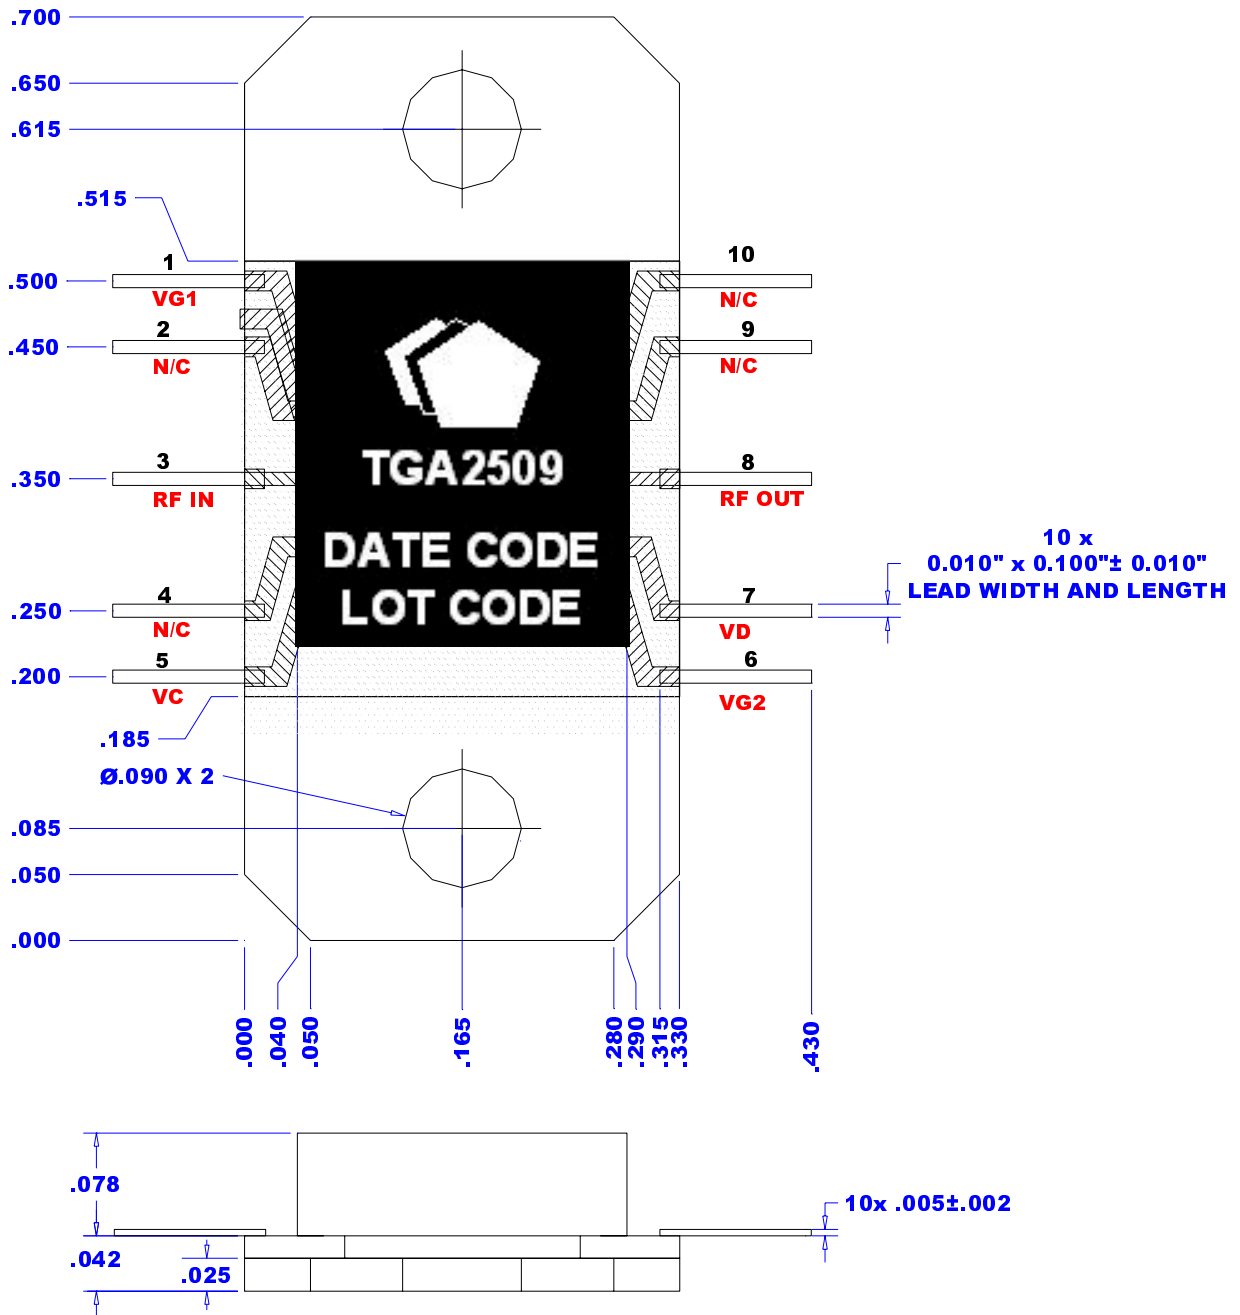 .700
.650
.615
.515
1
10
.500
VG1
N/C
2
9
.450
N/C
N/C
TGA2509
3
8
.350
RF IN
RF OUT
DATE CODE
LOT CODE
10 x
0.010" x 0.100"± 0.010"
LEAD WIDTH AND LENGTH
4
7
.250
N/C
VD
5
6
.200
VC
VG2
.185
Ø.090 X 2
.085
.050
.000
.000
.040
.050
.165
.280
.290
.315
.330
.430
.078
10x .005±.002
.042
.025